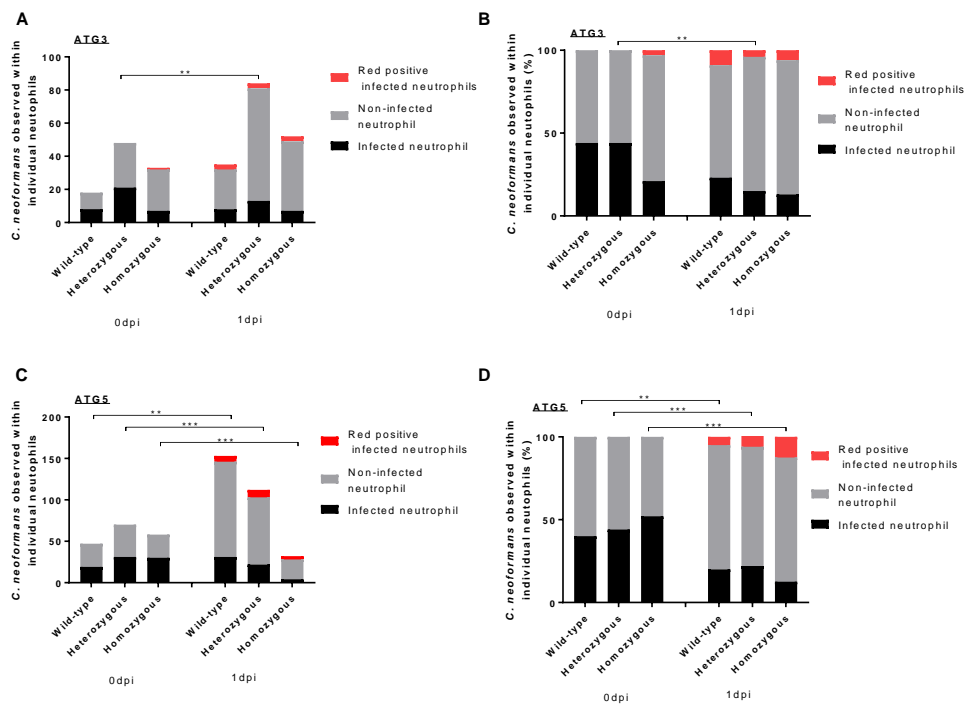 A
ATG3
C. neoformans observed within
individual neutophils
100
80
60
40
20
0
**
Red positive
infected neutrophils
Non-infected
neutrophil
Infected neutrophil
Wild-type
Heterozygous
Homozygous
Wild-type
Heterozygous
Homozygous
0dpi
1dpi
B
ATG3
C. neoformans observed within
individual neutophils (%)
100
50
0
**
Red positive
infected neutrophils
Non-infected
neutrophil
Infected neutrophil
Wild-type
Heterozygous
Homozygous
Wild-type
Heterozygous
Homozygous
0dpi
1dpi
C
ATG5
C. neoformans observed within
individual neutrophils
200
150
100
50
0
**
***
***
Red positive
infected neutrophils
Non-infected
neutrophil
Infected neutrophil
Wild-type
Heterozygous
Homozygous
Wild-type
Heterozygous
Homozygous
0dpi
1dpi
D
ATG5
C. neoformans observed within
individual neutrophils (%)
100
50
0
**
***
***
Red positive
infected neutrophils
Non-infected
neutrophil
Infected neutrophil
Wild-type
Heterozygous
Homozygous
Wild-type
Heterozygous
Homozygous
0dpi
1dpi